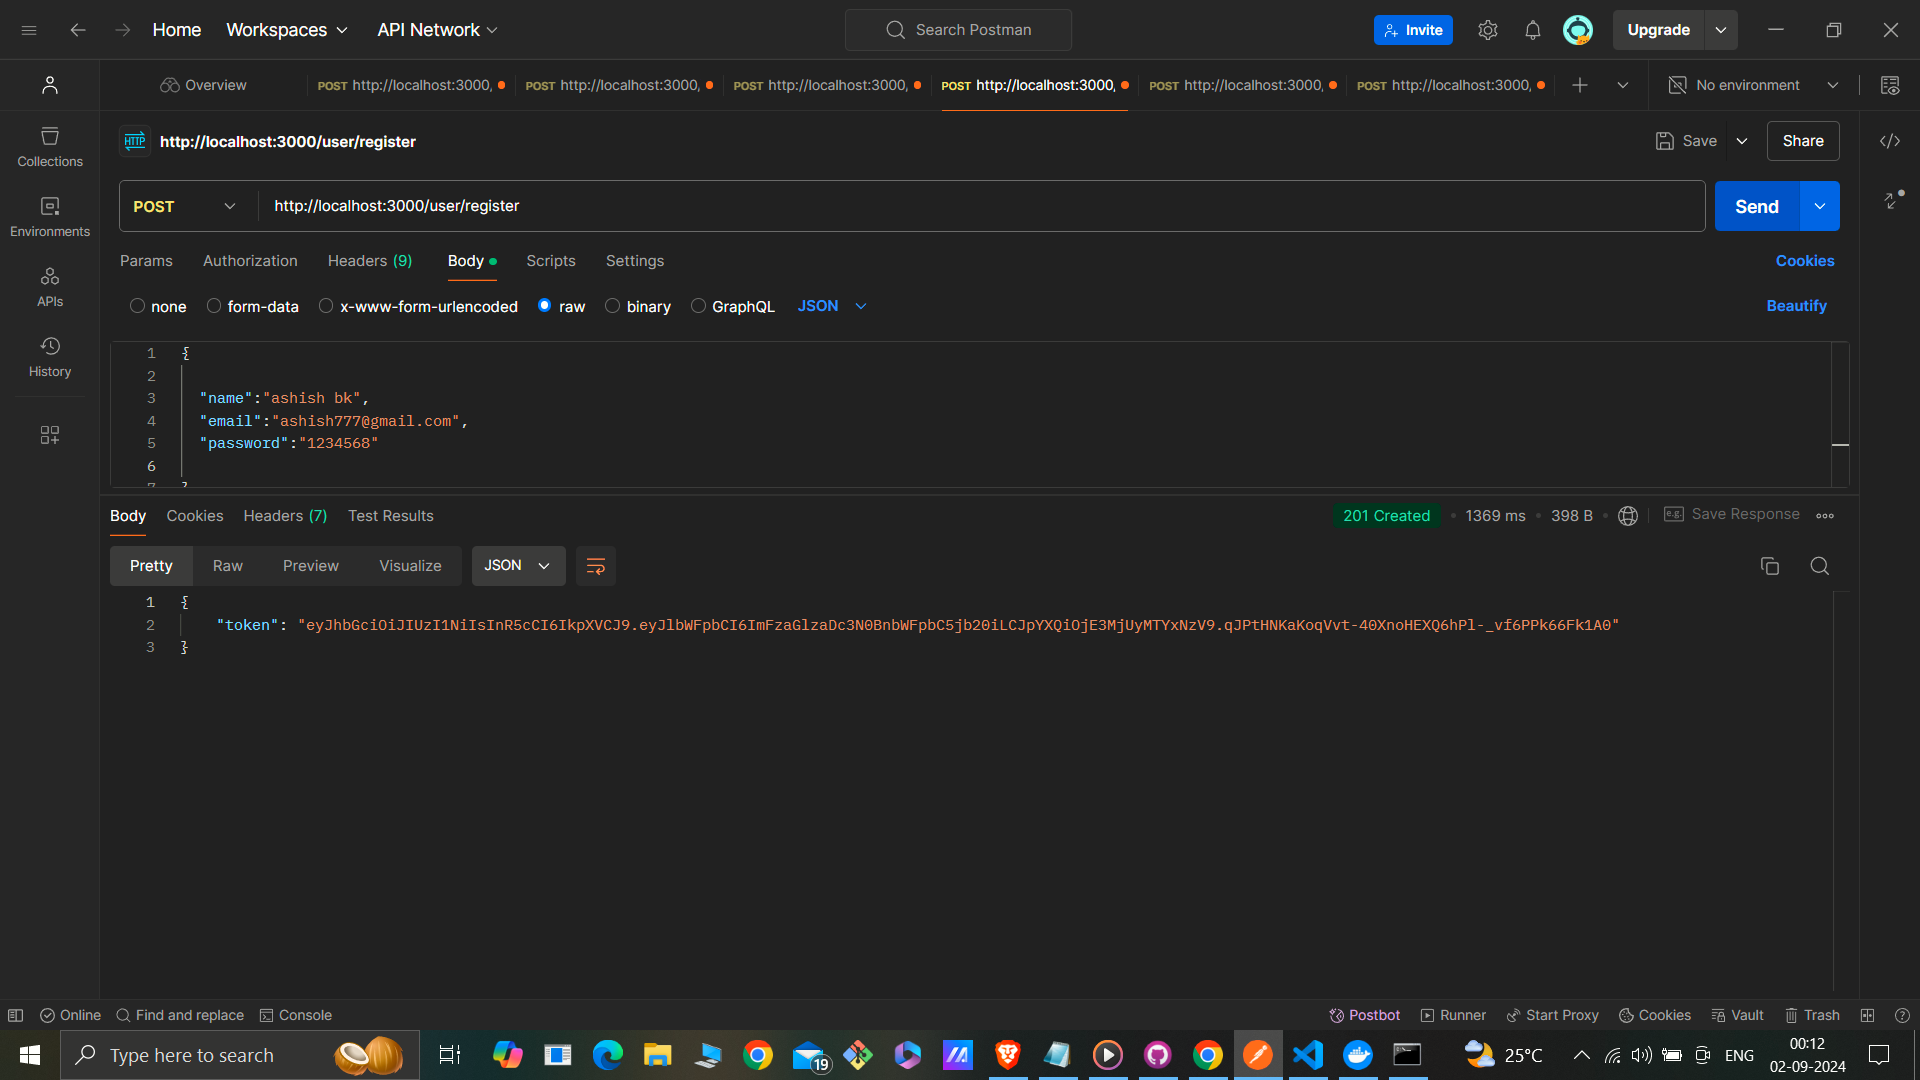 Home Workspaces API Network Search Postman Invite Upgrade
Overview POST http://localhost:3000, POST http://localhost:3000, POST http://localhost:3000, POST http://localhost:3000, POST http://localhost:3000, POST http://localhost:3000, No environment
HTTP http://localhost:3000/user/register Save Share
Collections
Environments
APIs
History
POST http://localhost:3000/user/register Send
Params Authorization Headers (9) Body Scripts Settings Cookies
none form-data x-www-form-urlencoded raw binary GraphQL JSON Beautify
1 {
2
3 "name":"ashish bk",
4 "email":"ashish777@gmail.com",
5 "password":"1234568"
6
7 }
Body Cookies Headers (7) Test Results 201 Created 1369 ms 398 B e.g. Save Response
Pretty Raw Preview Visualize JSON
1 {
2 "token": "eyJhbGciOiJIUzI1NiIsInR5cCI6IkpXVCJ9.eyJlbWFpbCI6ImFzaGlzaDc3N0BnbWFpbC5jb20iLCJpYXQiOjE3MjUyMTYxNzV9.qJPtHNKaKoqVvt-40XnoHEXQ6hPl-_vf6PPk66Fk1A0"
3 }
Online Find and replace Console Postbot Runner Start Proxy Cookies Vault Trash
Type here to search 19 25°C ENG 00:12
02-09-2024